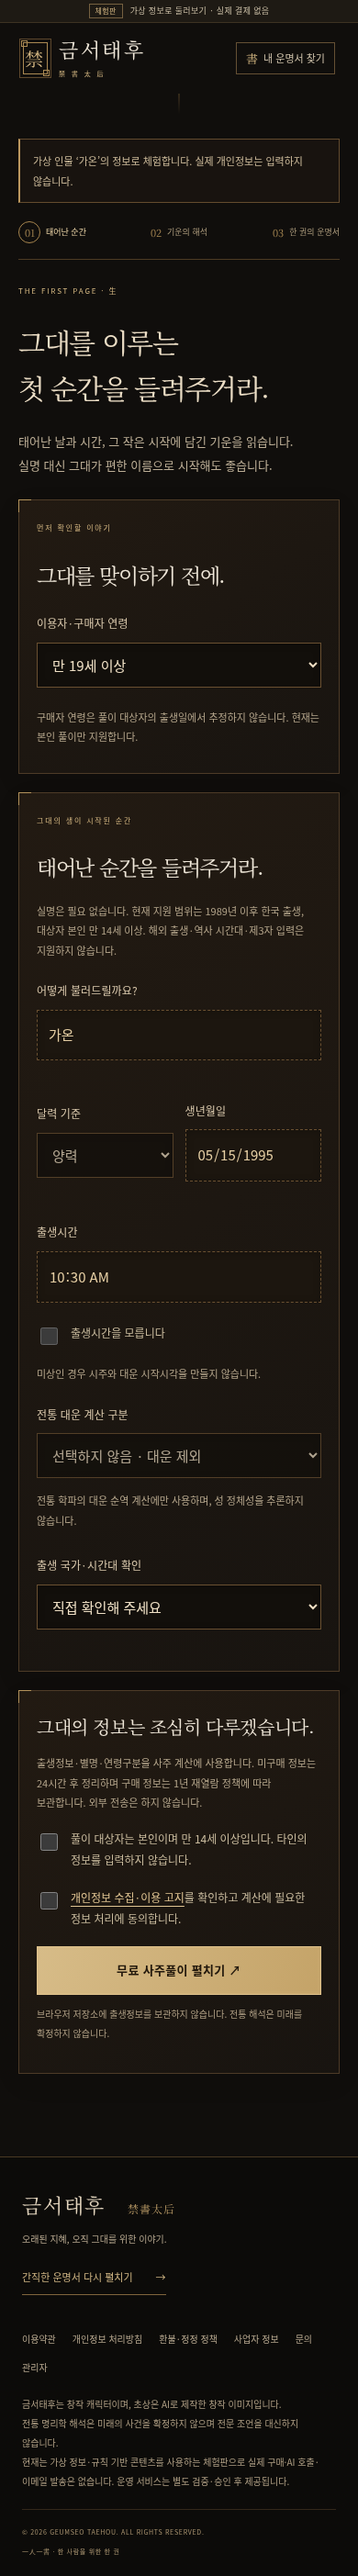 체험판 가상 정보로 둘러보기 · 실제 결제 없음
禁 금서태후
禁書太后
書 내 운명서 찾기
가상 인물 ‘가온’의 정보로 체험합니다. 실제 개인정보는 입력하지
않습니다.
01 태어난 순간 02 기운의 해석 03 한 권의 운명서
THE FIRST PAGE · 生
그대를 이루는
첫 순간을 들려주거라.
태어난 날과 시간, 그 작은 시작에 담긴 기운을 읽습니다.
실명 대신 그대가 편한 이름으로 시작해도 좋습니다.
먼저 확인할 이야기
그대를 맞이하기 전에.
이용자·구매자 연령
만 19세 이상
구매자 연령은 풀이 대상자의 출생일에서 추정하지 않습니다. 현재는
본인 풀이만 지원합니다.
그대의 생이 시작된 순간
태어난 순간을 들려주거라.
실명은 필요 없습니다. 현재 지원 범위는 1989년 이후 한국 출생,
대상자 본인 만 14세 이상. 해외 출생·역사 시간대·제3자 입력은
지원하지 않습니다.
어떻게 불러드릴까요?
가온
달력 기준 생년월일
양력 05/15/1995
출생시간
10:30 AM
출생시간을 모릅니다
미상인 경우 시주와 대운 시작시각을 만들지 않습니다.
전통 대운 계산 구분
선택하지 않음 · 대운 제외
전통 학파의 대운 순역 계산에만 사용하며, 성 정체성을 추론하지
않습니다.
출생 국가·시간대 확인
직접 확인해 주세요
그대의 정보는 조심히 다루겠습니다.
출생정보·별명·연령구분을 사주 계산에 사용합니다. 미구매 정보는
24시간 후 정리하며 구매 정보는 1년 재열람 정책에 따라
보관합니다. 외부 전송은 하지 않습니다.
풀이 대상자는 본인이며 만 14세 이상입니다. 타인의
정보를 입력하지 않습니다.
개인정보 수집·이용 고지를 확인하고 계산에 필요한
정보 처리에 동의합니다.
무료 사주풀이 펼치기 ↗
브라우저 저장소에 출생정보를 보관하지 않습니다. 전통 해석은 미래를
확정하지 않습니다.
금서태후 禁書太后
오래된 지혜, 오직 그대를 위한 이야기.
간직한 운명서 다시 펼치기 →
이용약관 개인정보 처리방침 환불·정정 정책 사업자 정보 문의
관리자
금서태후는 창작 캐릭터이며, 초상은 AI로 제작한 창작 이미지입니다.
전통 명리학 해석은 미래의 사건을 확정하지 않으며 전문 조언을 대신하지
않습니다.
현재는 가상 정보·규칙 기반 콘텐츠를 사용하는 체험판으로 실제 구매·AI 호출·
이메일 발송은 없습니다. 운영 서비스는 별도 검증·승인 후 제공됩니다.
© 2026 GEUMSEO TAEHOU. ALL RIGHTS RESERVED.
一人一書 · 한 사람을 위한 한 권